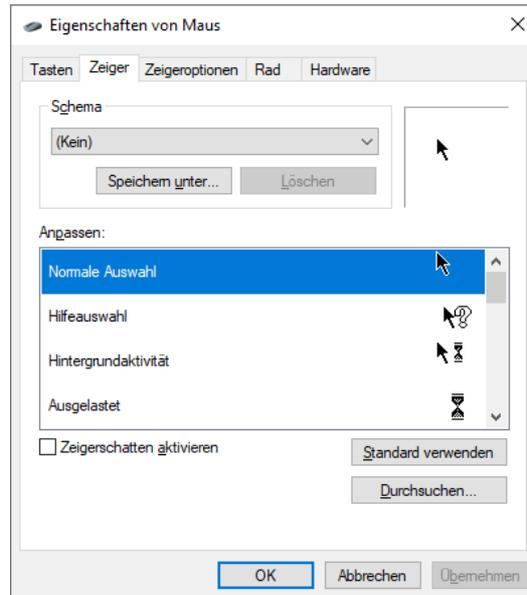 Eigenschaften von Maus
Tasten Zeiger Zeigeroptionen Rad Hardware
Schema
(Kein)
Speichern unter... Löschen
Anpassen:
Normale Auswahl
Hilfeauswahl
Hintergrundaktivität
Ausgelastet
Zeigerschatten aktivieren
Standard verwenden
Durchsuchen...
OK Abbrechen Übernehmen